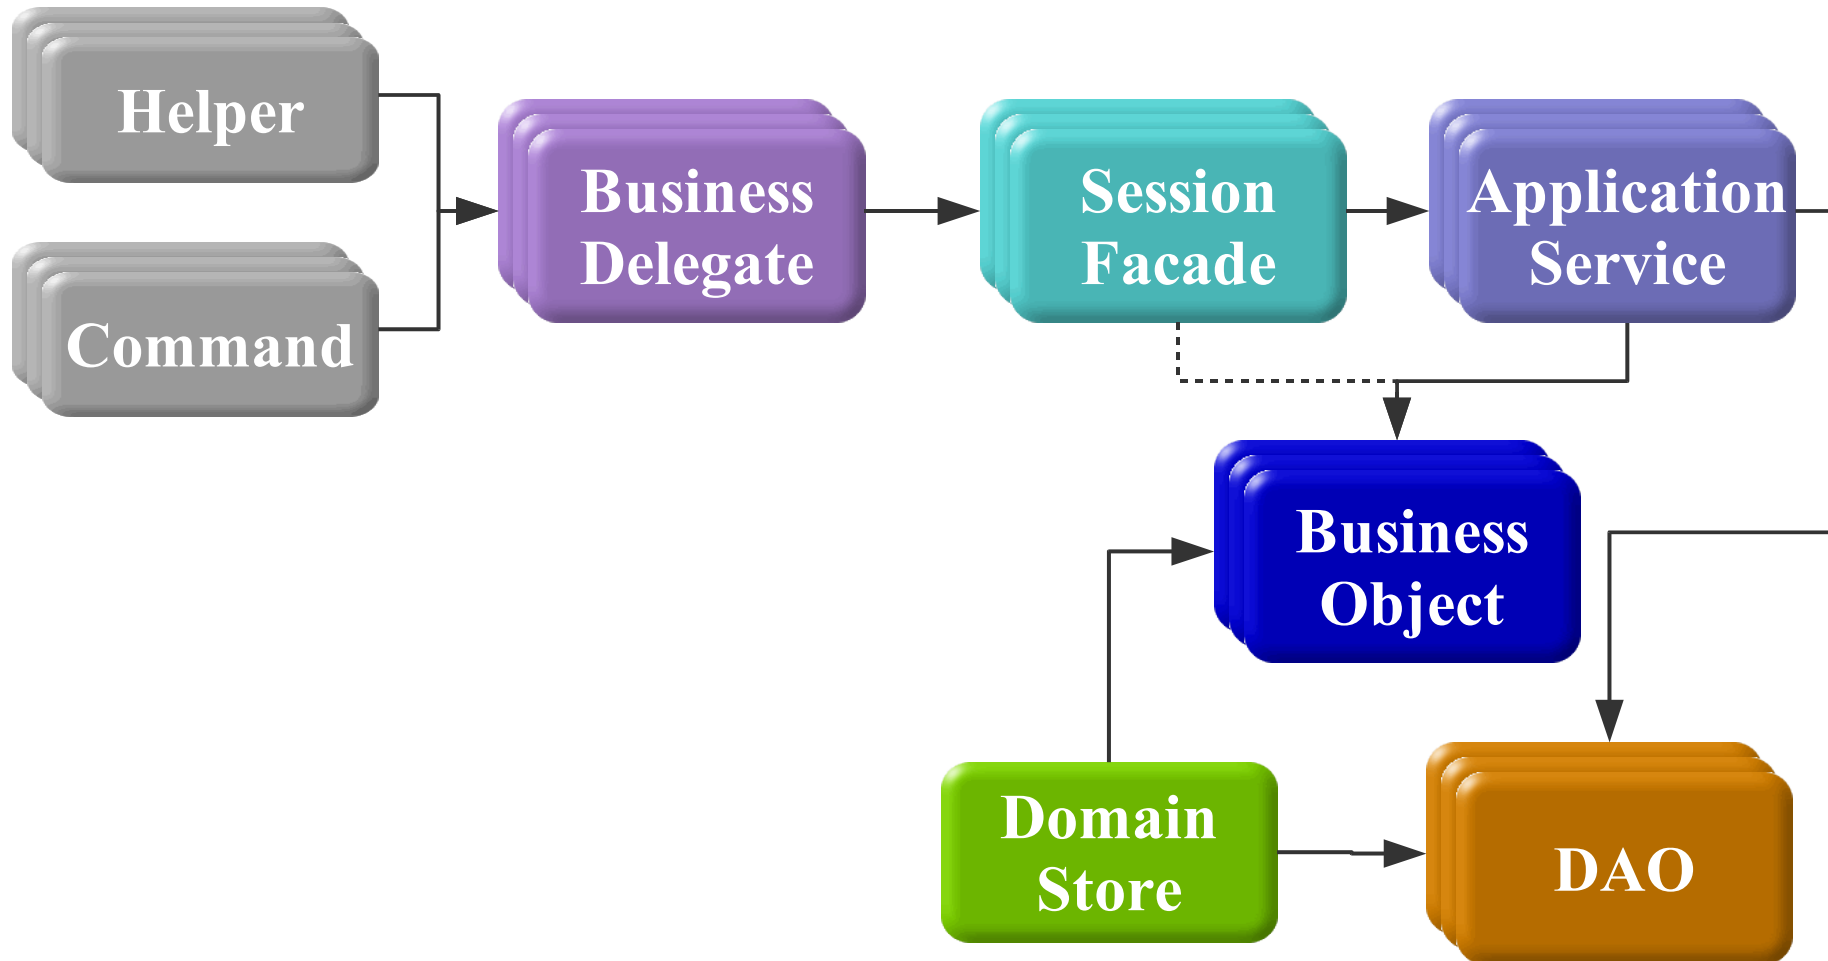 Helper
Command
Business
Delegate
Session
Facade
Application
Service
Business
Object
Domain
Store
DAO